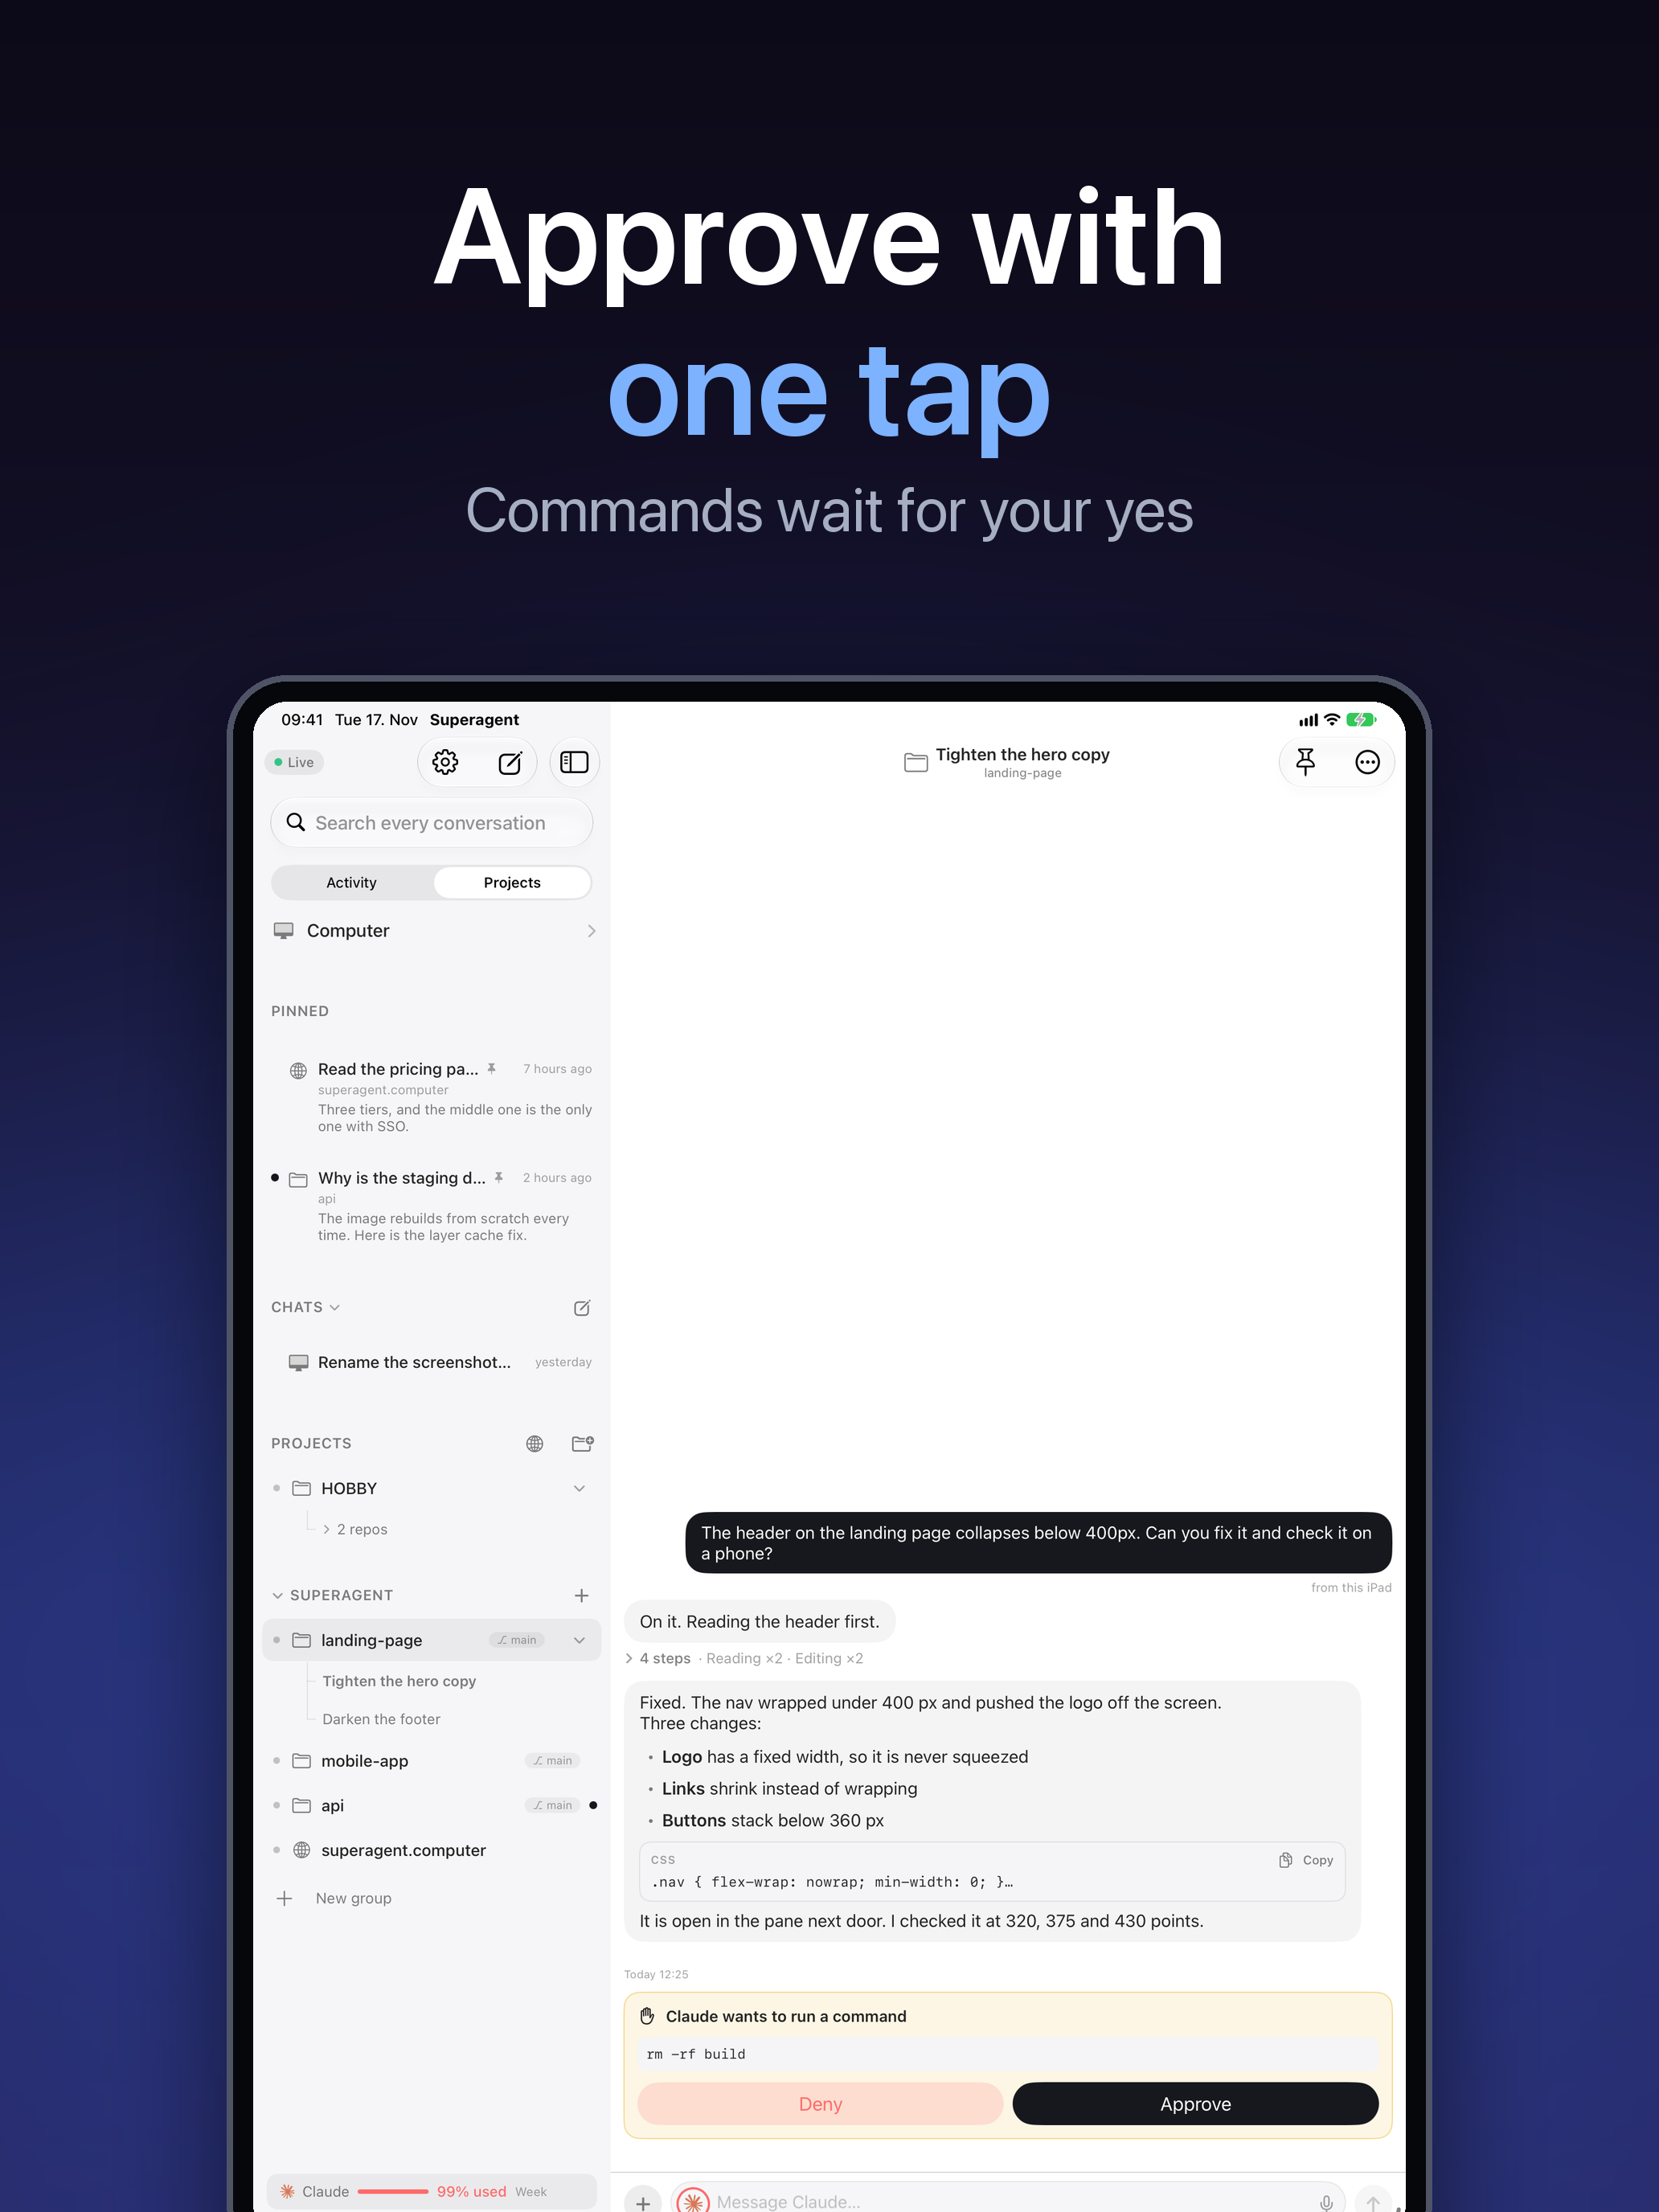 Approve with
one tap
Commands wait for your yes
09:41 Tue 17. Nov Superagent
Live
Search every conversation
Activity Projects
Computer
PINNED
Read the pricing pa... 7 hours ago
superagent.computer
Three tiers, and the middle one is the only
one with SSO.
Why is the staging d... 2 hours ago
api
The image rebuilds from scratch every
time. Here is the layer cache fix.
CHATS
Rename the screenshot... yesterday
PROJECTS
HOBBY
2 repos
SUPERAGENT
landing-page main
Tighten the hero copy
Darken the footer
mobile-app main
api main
superagent.computer
New group
Claude 99% used Week
Tighten the hero copy
landing-page
The header on the landing page collapses below 400px. Can you fix it and check it on
a phone?
from this iPad
On it. Reading the header first.
4 steps · Reading ×2 · Editing ×2
Fixed. The nav wrapped under 400 px and pushed the logo off the screen.
Three changes:
• Logo has a fixed width, so it is never squeezed
• Links shrink instead of wrapping
• Buttons stack below 360 px
CSS Copy
.nav { flex-wrap: nowrap; min-width: 0; }…
It is open in the pane next door. I checked it at 320, 375 and 430 points.
Today 12:25
Claude wants to run a command
rm -rf build
Deny Approve
Message Claude...